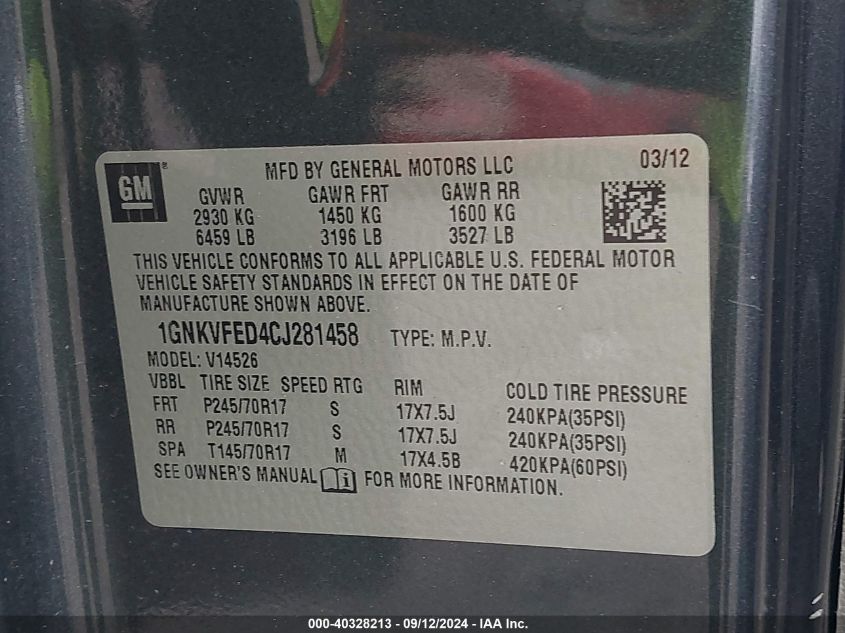 GM ® MFD BY GENERAL MOTORS LLC 03/12
GVWR GAWR FRT GAWR RR
2930 KG 1450 KG 1600 KG
6459 LB 3196 LB 3527 LB
THIS VEHICLE CONFORMS TO ALL APPLICABLE U.S. FEDERAL MOTOR
VEHICLE SAFETY STANDARDS IN EFFECT ON THE DATE OF
MANUFACTURE SHOWN ABOVE.
1GNKVFED4CJ281458 TYPE: M.P.V.
MODEL: V14526
VBBL TIRE SIZE SPEED RTG RIM COLD TIRE PRESSURE
FRT P245/70R17 S 17X7.5J 240KPA(35PSI)
RR P245/70R17 S 17X7.5J 240KPA(35PSI)
SPA T145/70R17 M 17X4.5B 420KPA(60PSI)
SEE OWNER'S MANUAL i FOR MORE INFORMATION.
000-40328213 - 09/12/2024 - IAA Inc.